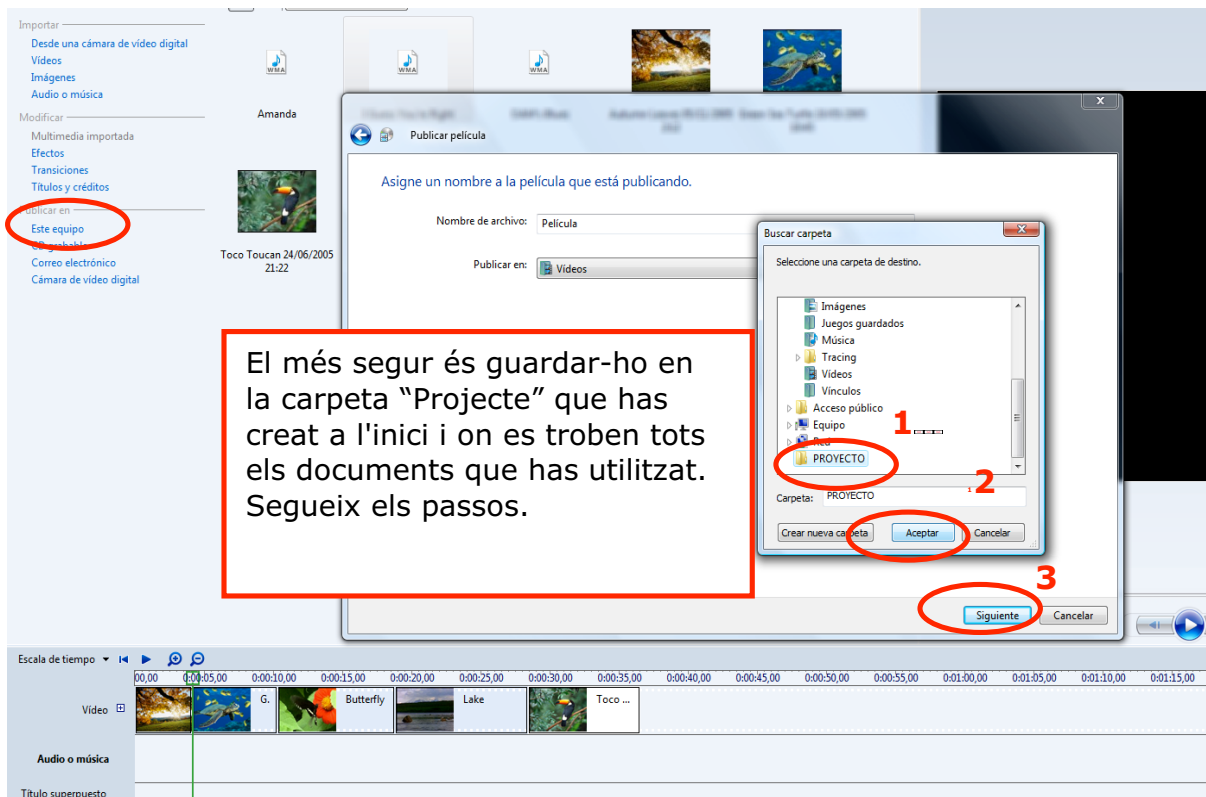 Importar
Desde una cámara de vídeo digital
Vídeos
Imágenes
Audio o música
Modificar
Multimedia importada
Efectos
Transiciones
Títulos y créditos
Publicar en
Este equipo
CD grabable
Correo electrónico
Cámara de vídeo digital
WMA
WMA
WMA
Amanda
Toco Toucan 24/06/2005
21:22
X
Publicar película
Asigne un nombre a la película que está publicando.
Nombre de archivo: Película
Publicar en: Vídeos
Buscar carpeta
Seleccione una carpeta de destino.
Imágenes
Juegos guardados
Música
Tracing
Vídeos
Vínculos
Acceso público
Equipo
Red
PROYECTO
1
Carpeta: PROYECTO
1 2
Crear nueva carpeta Aceptar Cancelar
3
Siguiente Cancelar
El més segur és guardar-ho en
la carpeta “Projecte” que has
creat a l'inici i on es troben tots
els documents que has utilitzat.
Segueix els passos.
Escala de tiempo
00,00 0:00:05,00 0:00:10,00 0:00:15,00 0:00:20,00 0:00:25,00 0:00:30,00 0:00:35,00 0:00:40,00 0:00:45,00 0:00:50,00 0:00:55,00 0:01:00,00 0:01:05,00 0:01:10,00 0:01:15,00
Vídeo G. Butterfly Lake Toco ...
Audio o música
Título superpuesto